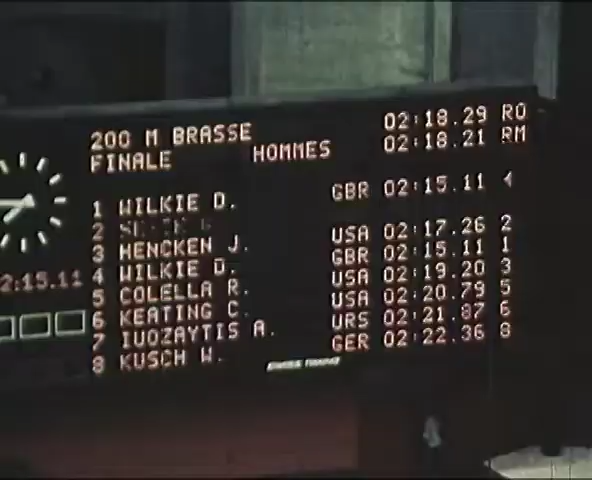 200 M BRASSE 02:18.29 RO
FINALE HOMMES 02:18.21 RM
1 WILKIE D. GBR 02:15.11
2
3 HENCKEN J. USA 02:17.26 2
4 WILKIE D. GBR 02:15.11 1
5 COLELLA R. USA 02:19.20 3
6 KEATING C. USA 02:20.79 5
7 IUOZAYTIS A. URS 02:21.87 6
8 KUSCH W. GER 02:22.36 8
2:15.11